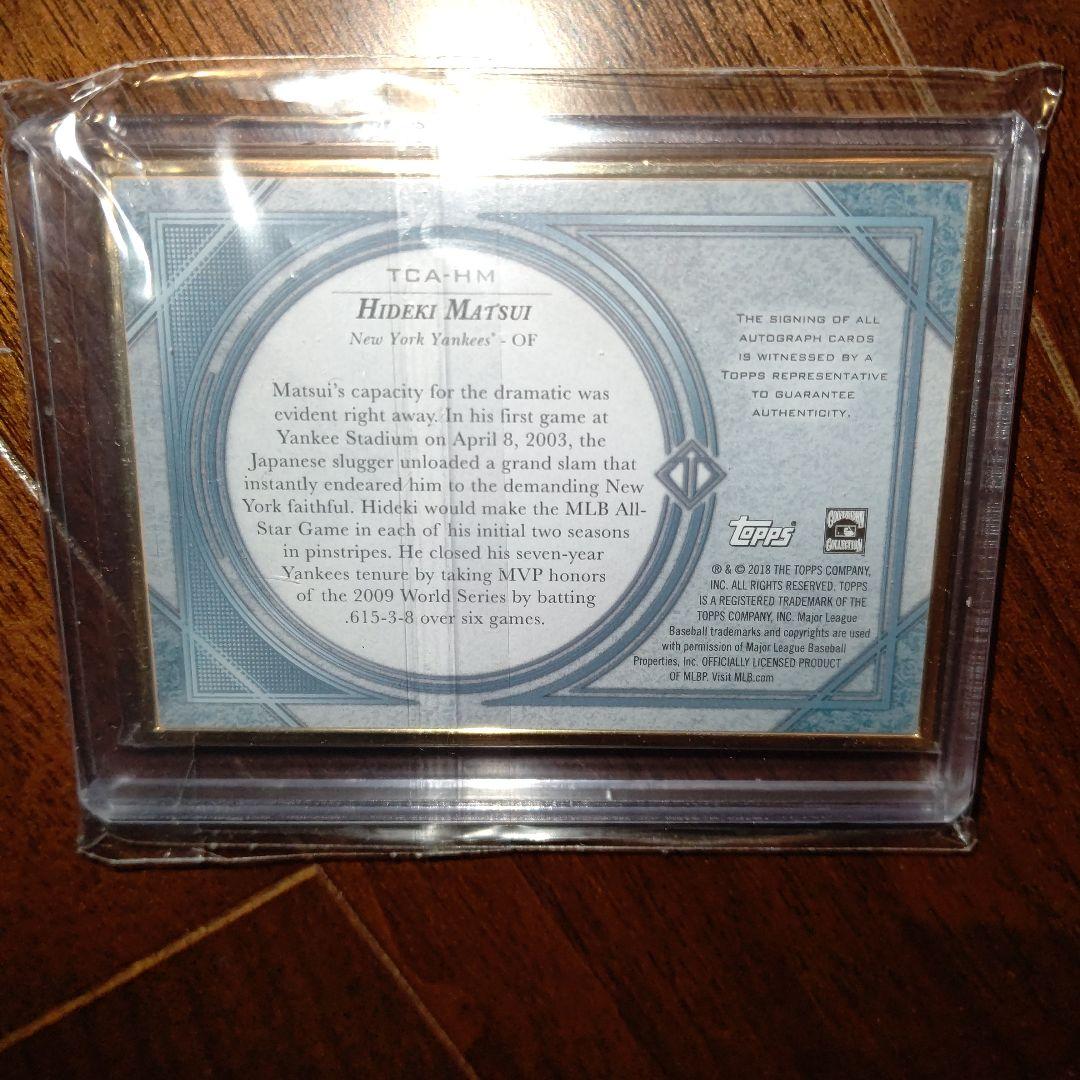 TCA-HM
HIDEKI MATSUI
New York Yankees® - OF
Matsui's capacity for the dramatic was
evident right away. In his first game at
Yankee Stadium on April 8, 2003, the
Japanese slugger unloaded a grand slam that
instantly endeared him to the demanding New
York faithful. Hideki would make the MLB All-
Star Game in each of his initial two seasons
in pinstripes. He closed his seven-year
Yankees tenure by taking MVP honors
of the 2009 World Series by batting
.615-3-8 over six games.
THE SIGNING OF ALL
AUTOGRAPH CARDS
IS WITNESSED BY A
TOPPS REPRESENTATIVE
TO GUARANTEE
AUTHENTICITY.
topps®
COOPERSTOWN
COLLECTION
® & © 2018 THE TOPPS COMPANY,
INC. ALL RIGHTS RESERVED. TOPPS
IS A REGISTERED TRADEMARK OF THE
TOPPS COMPANY, INC. Major League
Baseball trademarks and copyrights are used
with permission of Major League Baseball
Properties, Inc. OFFICIALLY LICENSED PRODUCT
OF MLBP. Visit MLB.com